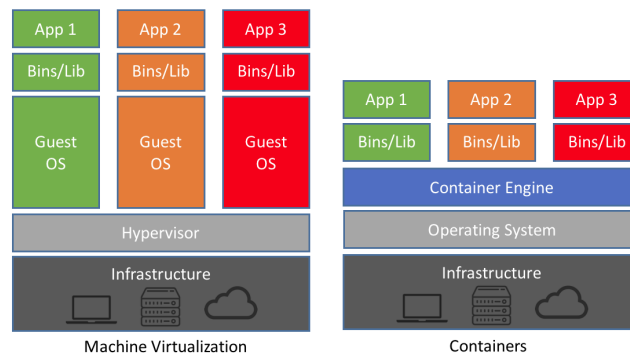 App 1
App 2
App 3
Bins/Lib
Bins/Lib
Bins/Lib
Guest
OS
Guest
OS
Guest
OS
Hypervisor
Infrastructure
Machine Virtualization
App 1
App 2
App 3
Bins/Lib
Bins/Lib
Bins/Lib
Container Engine
Operating System
Infrastructure
Containers